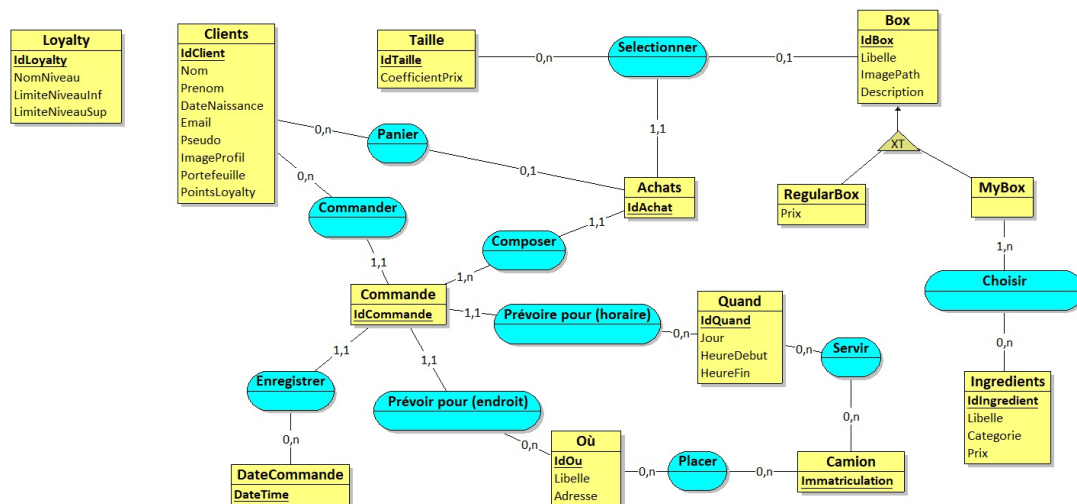 Loyalty
IdLoyalty
NomNiveau
LimiteNiveauInf
LimiteNiveauSup
Clients
IdClient
Nom
Prenom
DateNaissance
Email
Pseudo
ImageProfil
Portefeuille
PointsLoyalty
Taille
IdTaille
CoefficientPrix
0,n
Selectionner
0,1
1,1
Box
IdBox
Libelle
ImagePath
Description
XT
RegularBox
Prix
MyBox
0,n
Panier
0,1
0,n
Commander
1,1
Achats
IdAchat
1,1
Composer
1,n
1,n
Choisir
0,n
Commande
IdCommande
1,1
Prévoire pour (horaire)
0,n
Quand
IdQuand
Jour
HeureDebut
HeureFin
0,n
Servir
0,n
Ingredients
IdIngredient
Libelle
Categorie
Prix
1,1
Enregistrer
0,n
1,1
Prévoir pour (endroit)
0,n
DateCommande
DateTime
Où
IdOu
Libelle
Adresse
0,n
Placer
0,n
Camion
Immatriculation